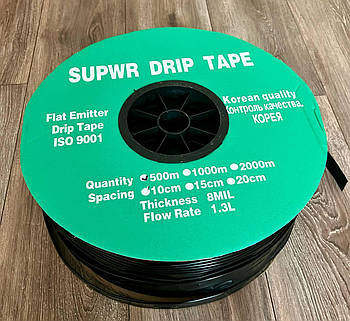 SUPWR DRIP TAPE
Flat Emitter
Drip Tape
ISO 9001
Korean quality
Контроль качества.
КОРЕЯ
Quantity 500m 1000m 2000m
Spacing 10cm 15cm 20cm
Thickness 8MIL
Flow Rate 1.3L